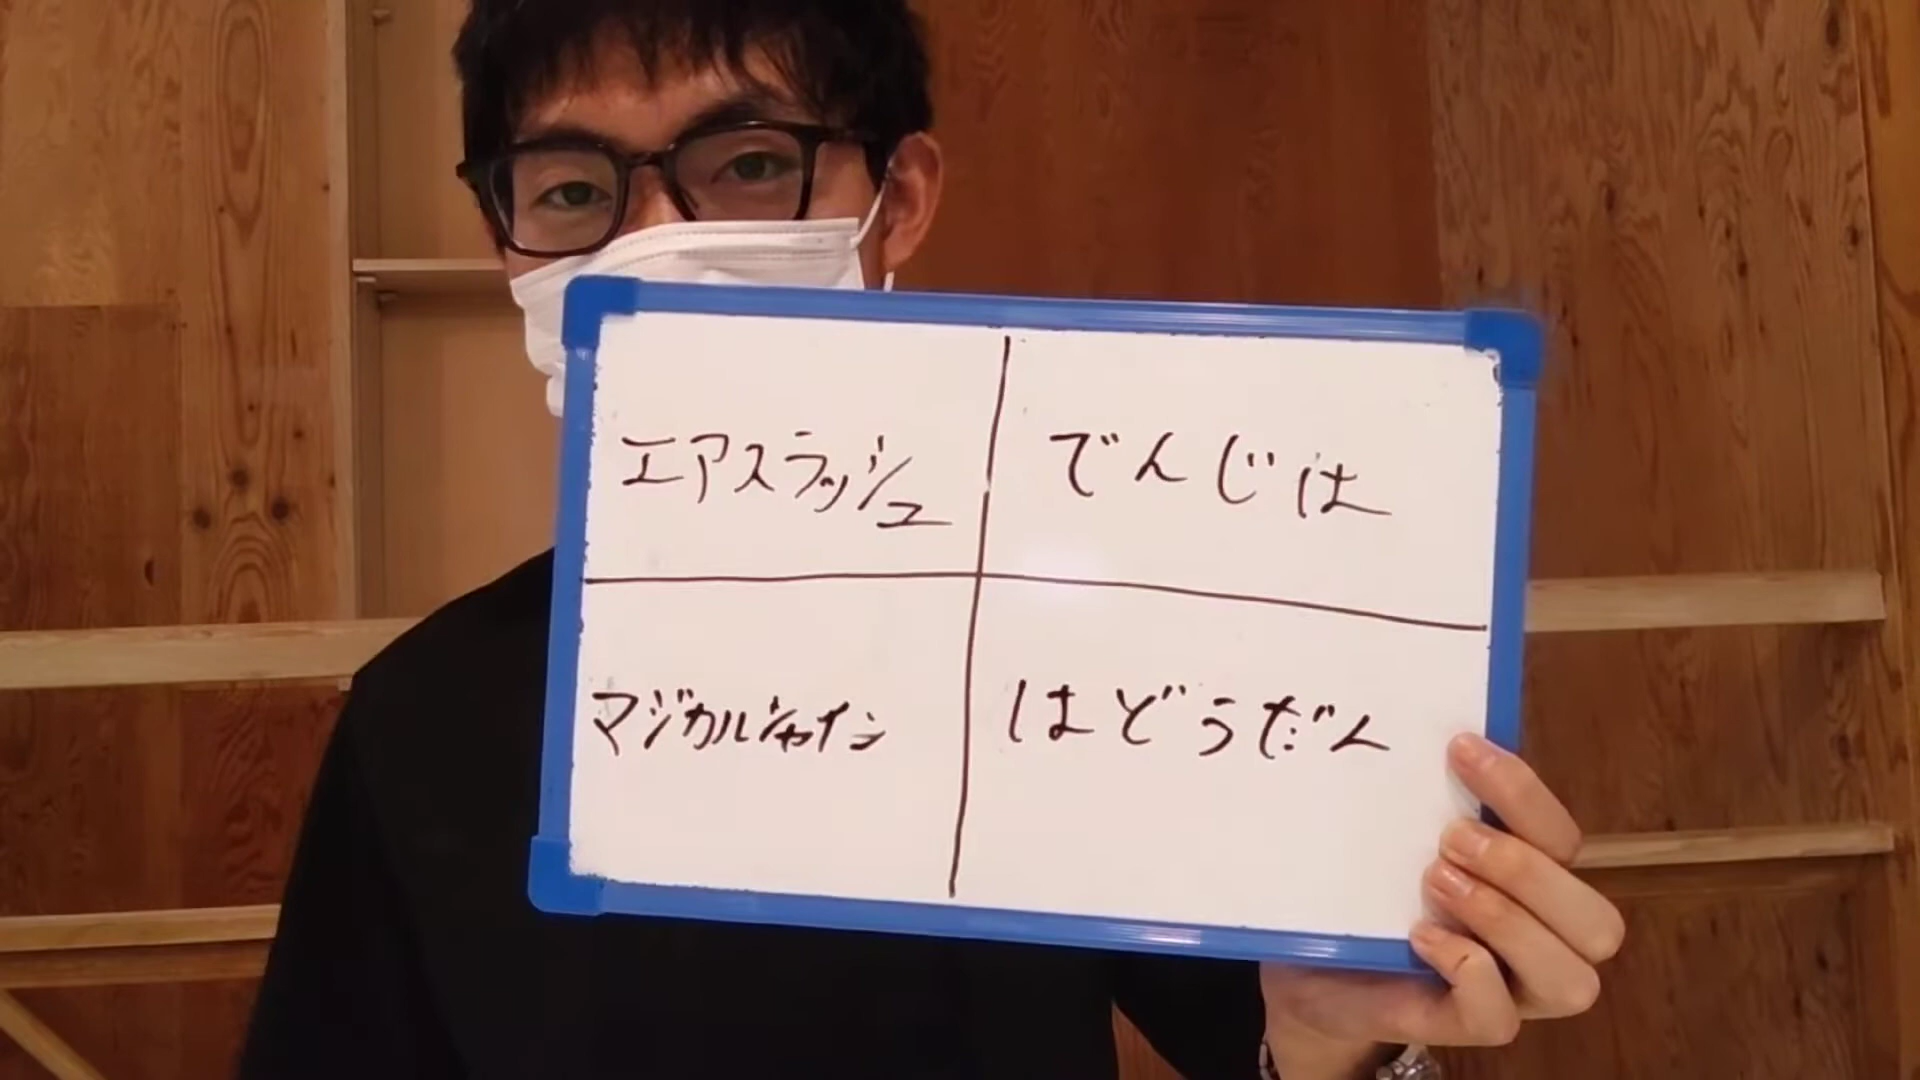 エアスラッシュ
でんじは
マジカルシャイン
はどうだん